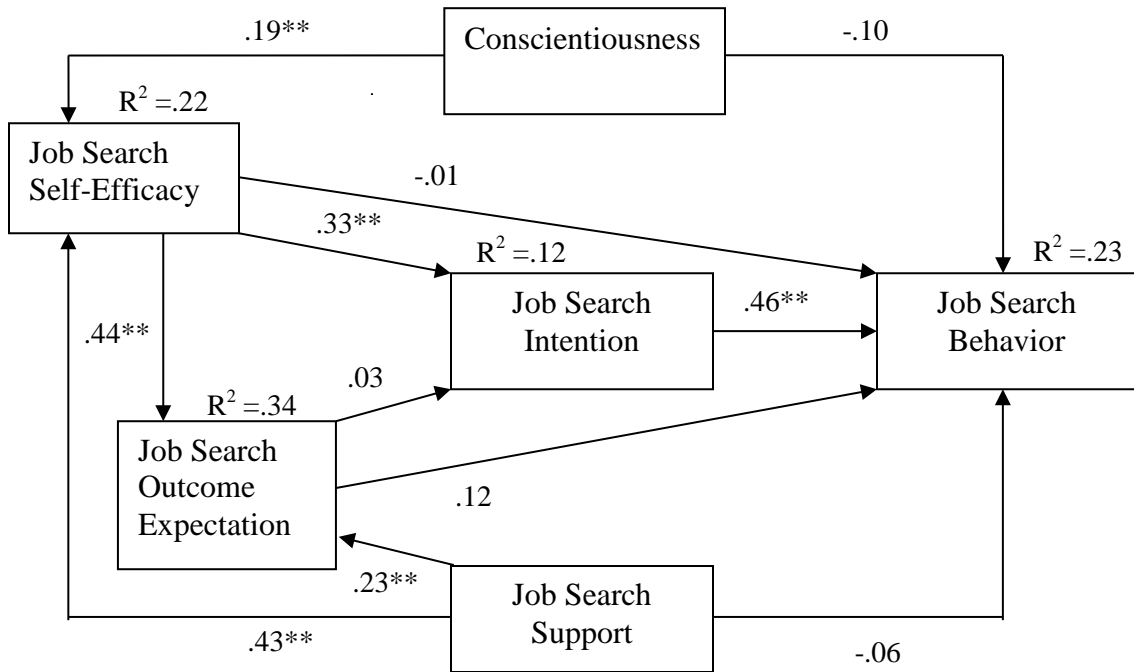 .19**
Conscientiousness
-.10
R² =.22
Job Search
Self-Efficacy
-.01
.33**
R² =.12
R² =.23
Job Search
Intention
.46**
Job Search
Behavior
.44**
.03
R² =.34
Job Search
Outcome
Expectation
.12
.23**
Job Search
Support
.43**
-.06